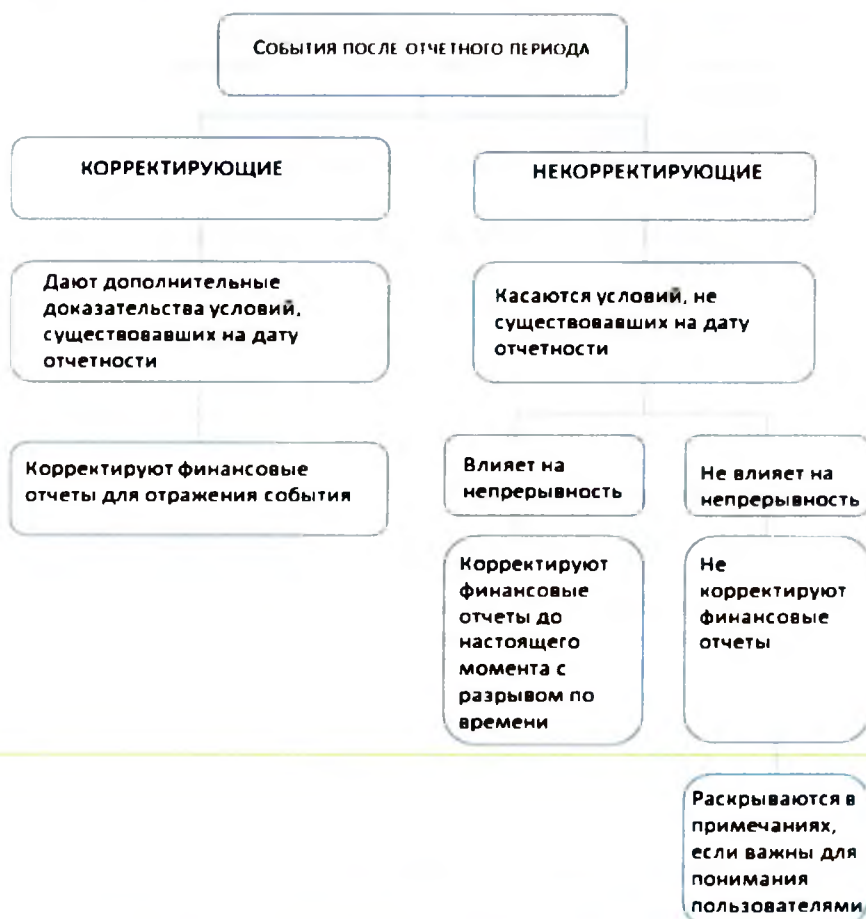 СОБЫТИЯ ПОСЛЕ ОТЧЕТНОГО ПЕРИОДА
КОРРЕКТИРУЮЩИЕ
НЕКОРРЕКТИРУЮЩИЕ
Дают дополнительные
доказательства условий,
существовавших на дату
отчетности
Касаются условий, не
существовавших на дату
отчетности
Корректируют финансовые
отчеты для отражения события
Влияет на
непрерывность
Не влияет на
непрерывность
Корректируют
финансовые
отчеты до
настоящего
момента с
разрывом по
времени
Не
корректируют
финансовые
отчеты
Раскрываются в
примечаниях,
если важны для
понимания
пользователями